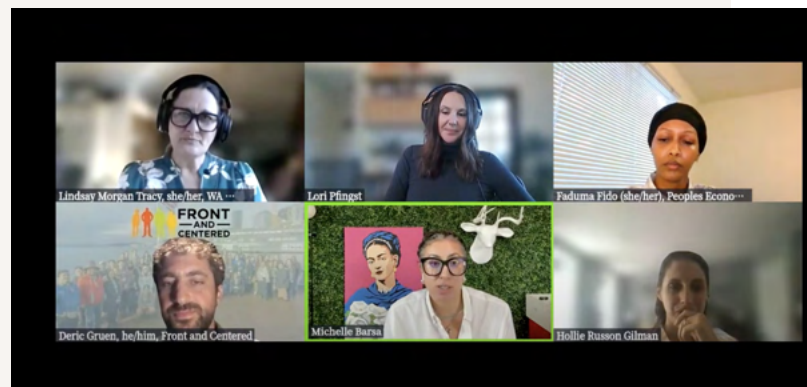 Lindsay Morgan Tracy, she/her, WA ···
Lori Pfingst
Faduma Fido (she/her), Peoples Econo···
FRONT
AND
CENTERED
Deric Gruen, he/him, Front and Centered
Michelle Barsa
Hollie Russon Gilman